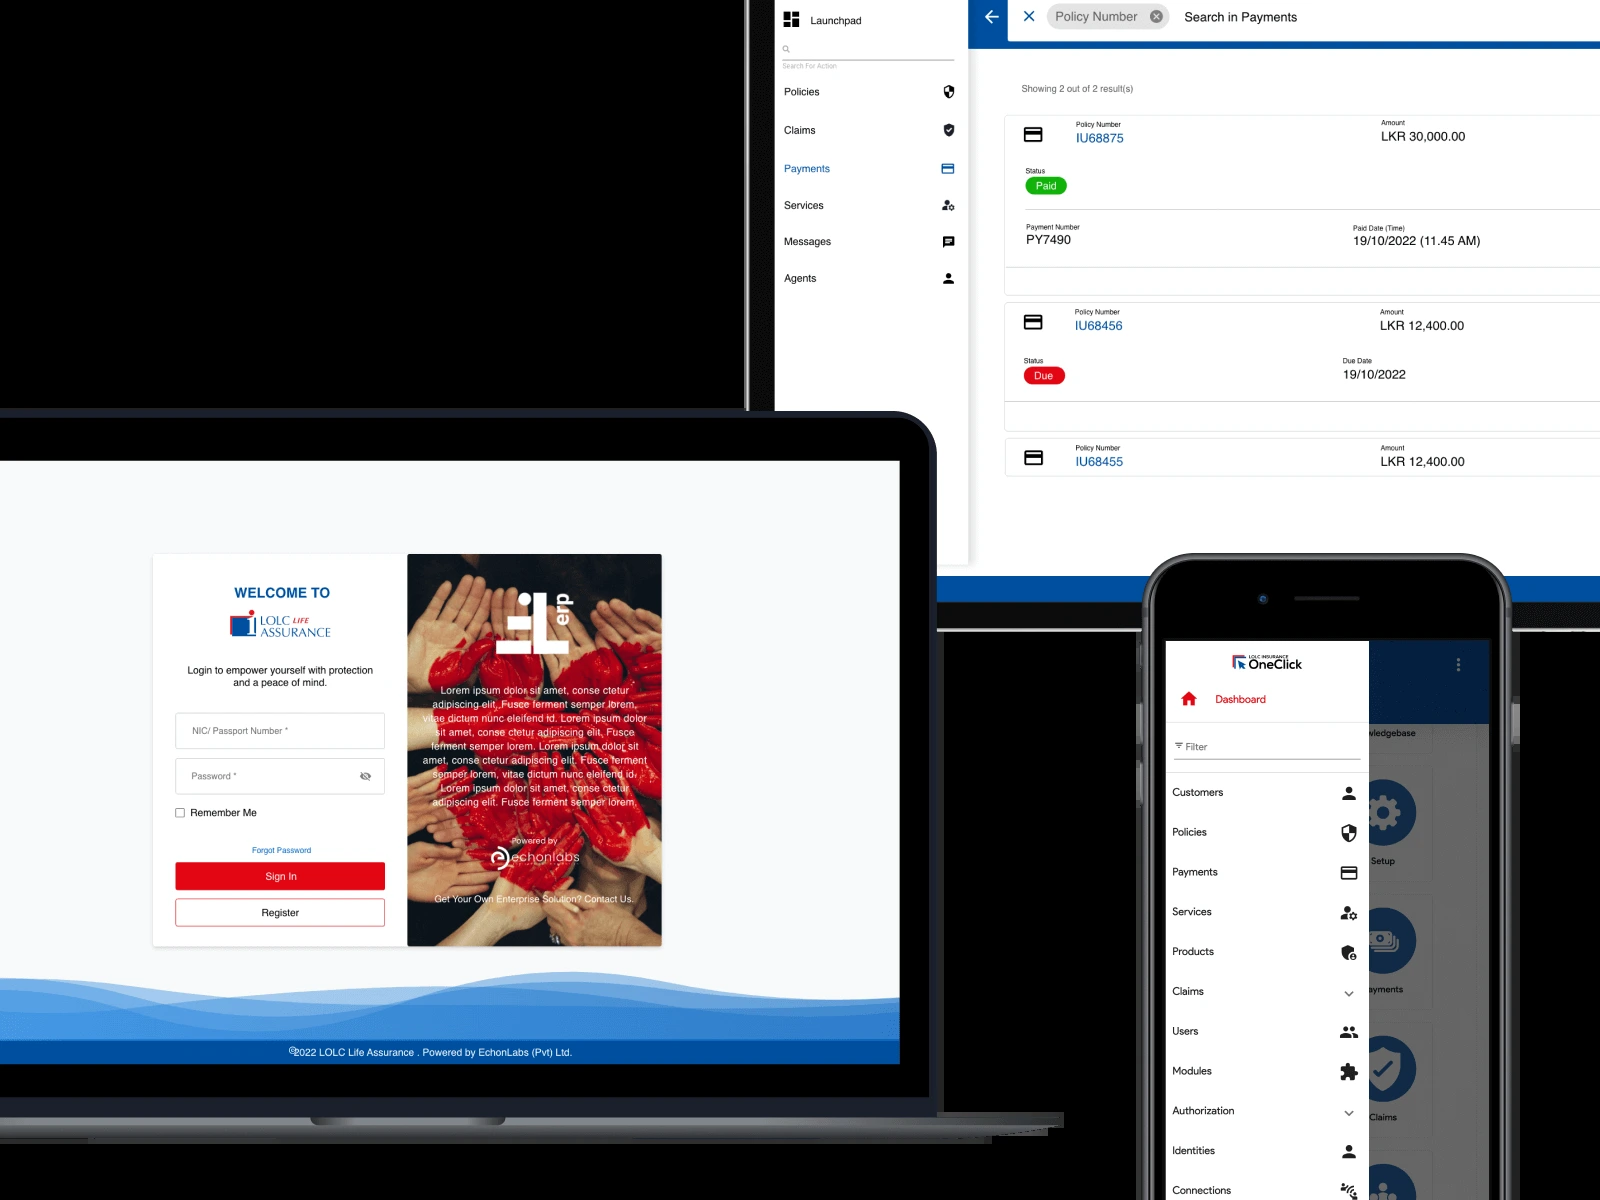 Launchpad
Search For Action
Policies
Claims
Payments
Services
Messages
Agents
Policy Number
Search in Payments
Showing 2 out of 2 result(s)
Policy Number
IU68875
Amount
LKR 30,000.00
Status
Paid
Payment Number
PY7490
Paid Date (Time)
19/10/2022 (11.45 AM)
Policy Number
IU68456
Amount
LKR 12,400.00
Status
Due
Due Date
19/10/2022
Policy Number
IU68455
Amount
LKR 12,400.00
WELCOME TO
LOLC LIFE
ASSURANCE
Login to empower yourself with protection
and a peace of mind.
NIC/ Passport Number *
Password *
Remember Me
Forgot Password
Sign In
Register
erp
Lorem ipsum dolor sit amet, conse ctetur
adipiscing elit. Fusce ferment semper lorem,
vitae dictum nunc eleifend id. Lorem ipsum dolor
sit amet, conse ctetur adipiscing elit, Fusce
ferment semper lorem. Lorem ipsum dolor sit
amet, conse ctetur adipiscing elit. Fusce ferment
semper lorem, vitae dictum nunc eleifend id.
Lorem ipsum dolor sit amet, conse ctetur
adipiscing elit. Fusce ferment semper lorem.
Powered by
echonlabs
Get Your Own Enterprise Solution? Contact Us.
©2022 LOLC Life Assurance . Powered by EchonLabs (Pvt) Ltd.
LOLC INSURANCE
OneClick
Dashboard
Filter
Customers
Policies
Payments
Services
Products
Claims
Users
Modules
Authorization
Identities
Connections
wledgebase
Setup
ayments
Claims